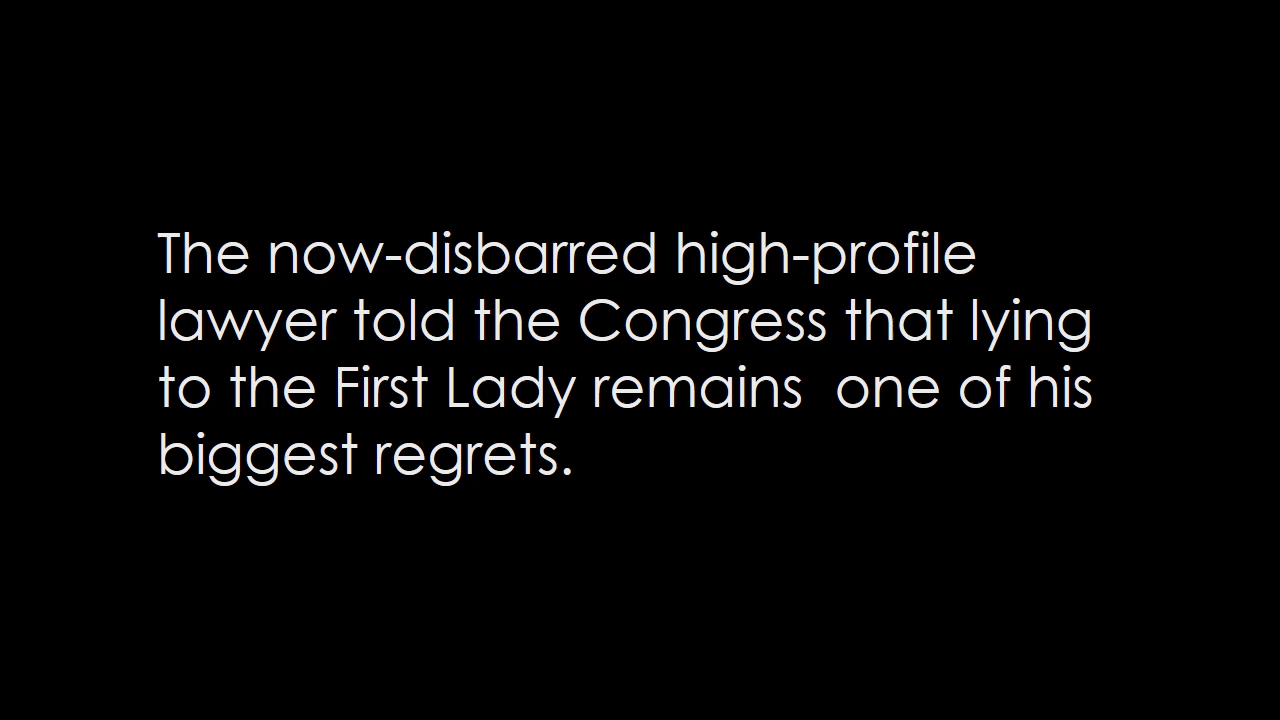 The now-disbarred high-profile
lawyer told the Congress that lying
to the First Lady remains  one of his
biggest regrets.